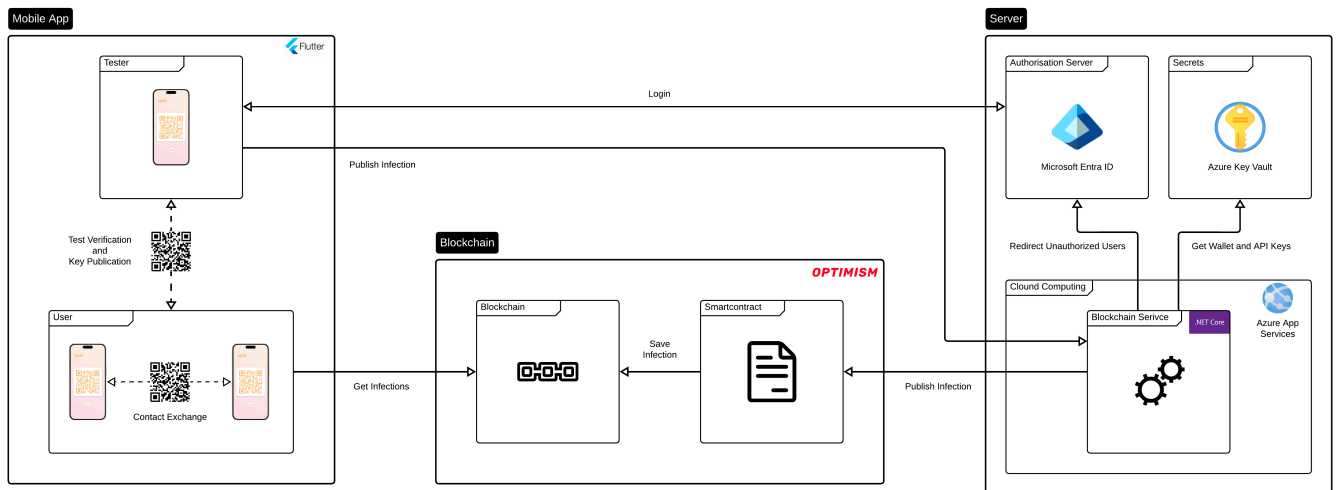 Mobile App
Flutter
Tester
Test Verification
and
Key Publication
User
Contact Exchange
Login
Publish Infection
Get Infections
Blockchain
OPTIMISM
Blockchain
Save
Infection
Smartcontract
Publish Infection
Server
Authorisation Server
Microsoft Entra ID
Secrets
Azure Key Vault
Redirect Unauthorized Users
Get Wallet and API Keys
Clound Computing
Azure App
Services
Blockchain Serivce
.NET Core